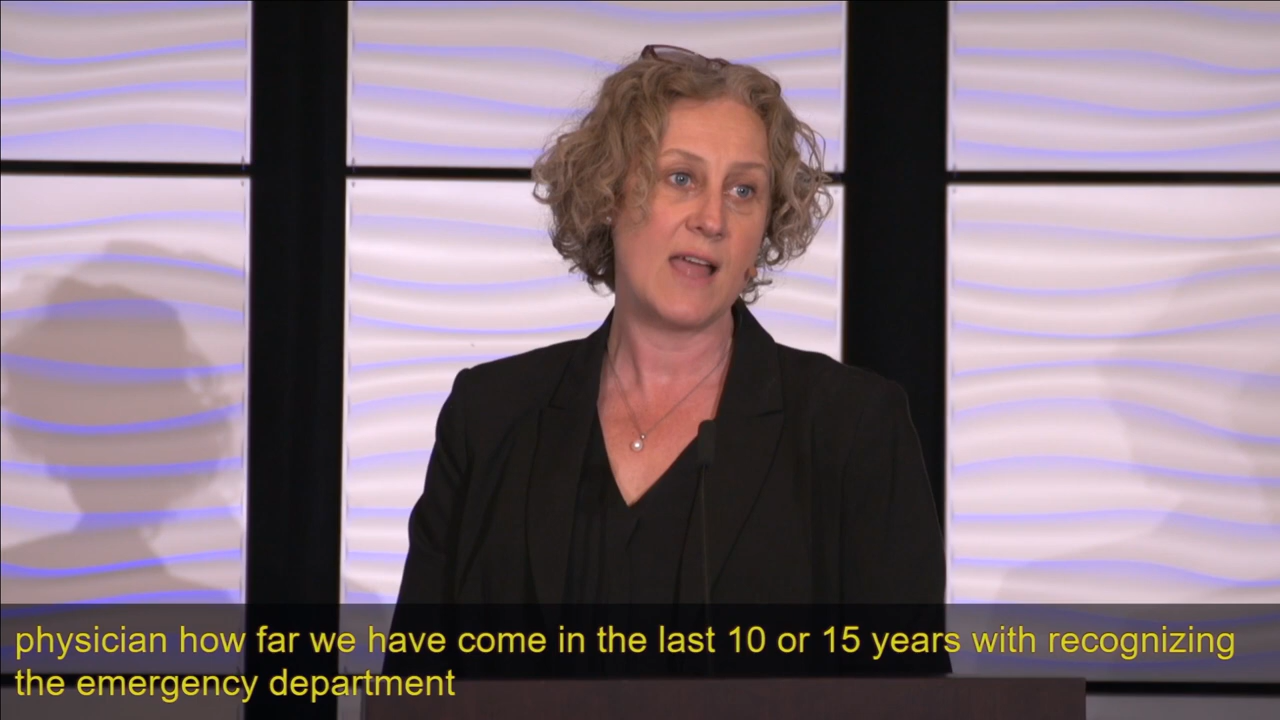 physician how far we have come in the last 10 or 15 years with recognizing
the emergency department